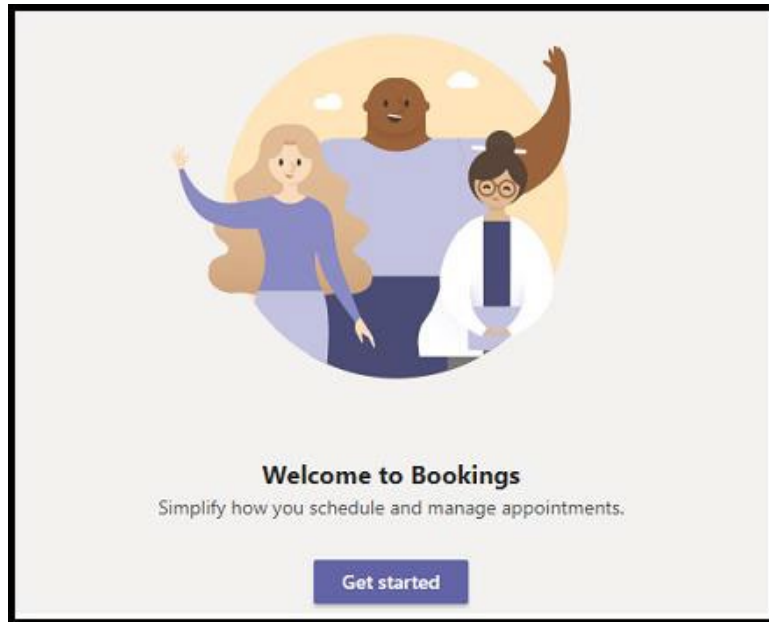 Welcome to Bookings
Simplify how you schedule and manage appointments.
Get started